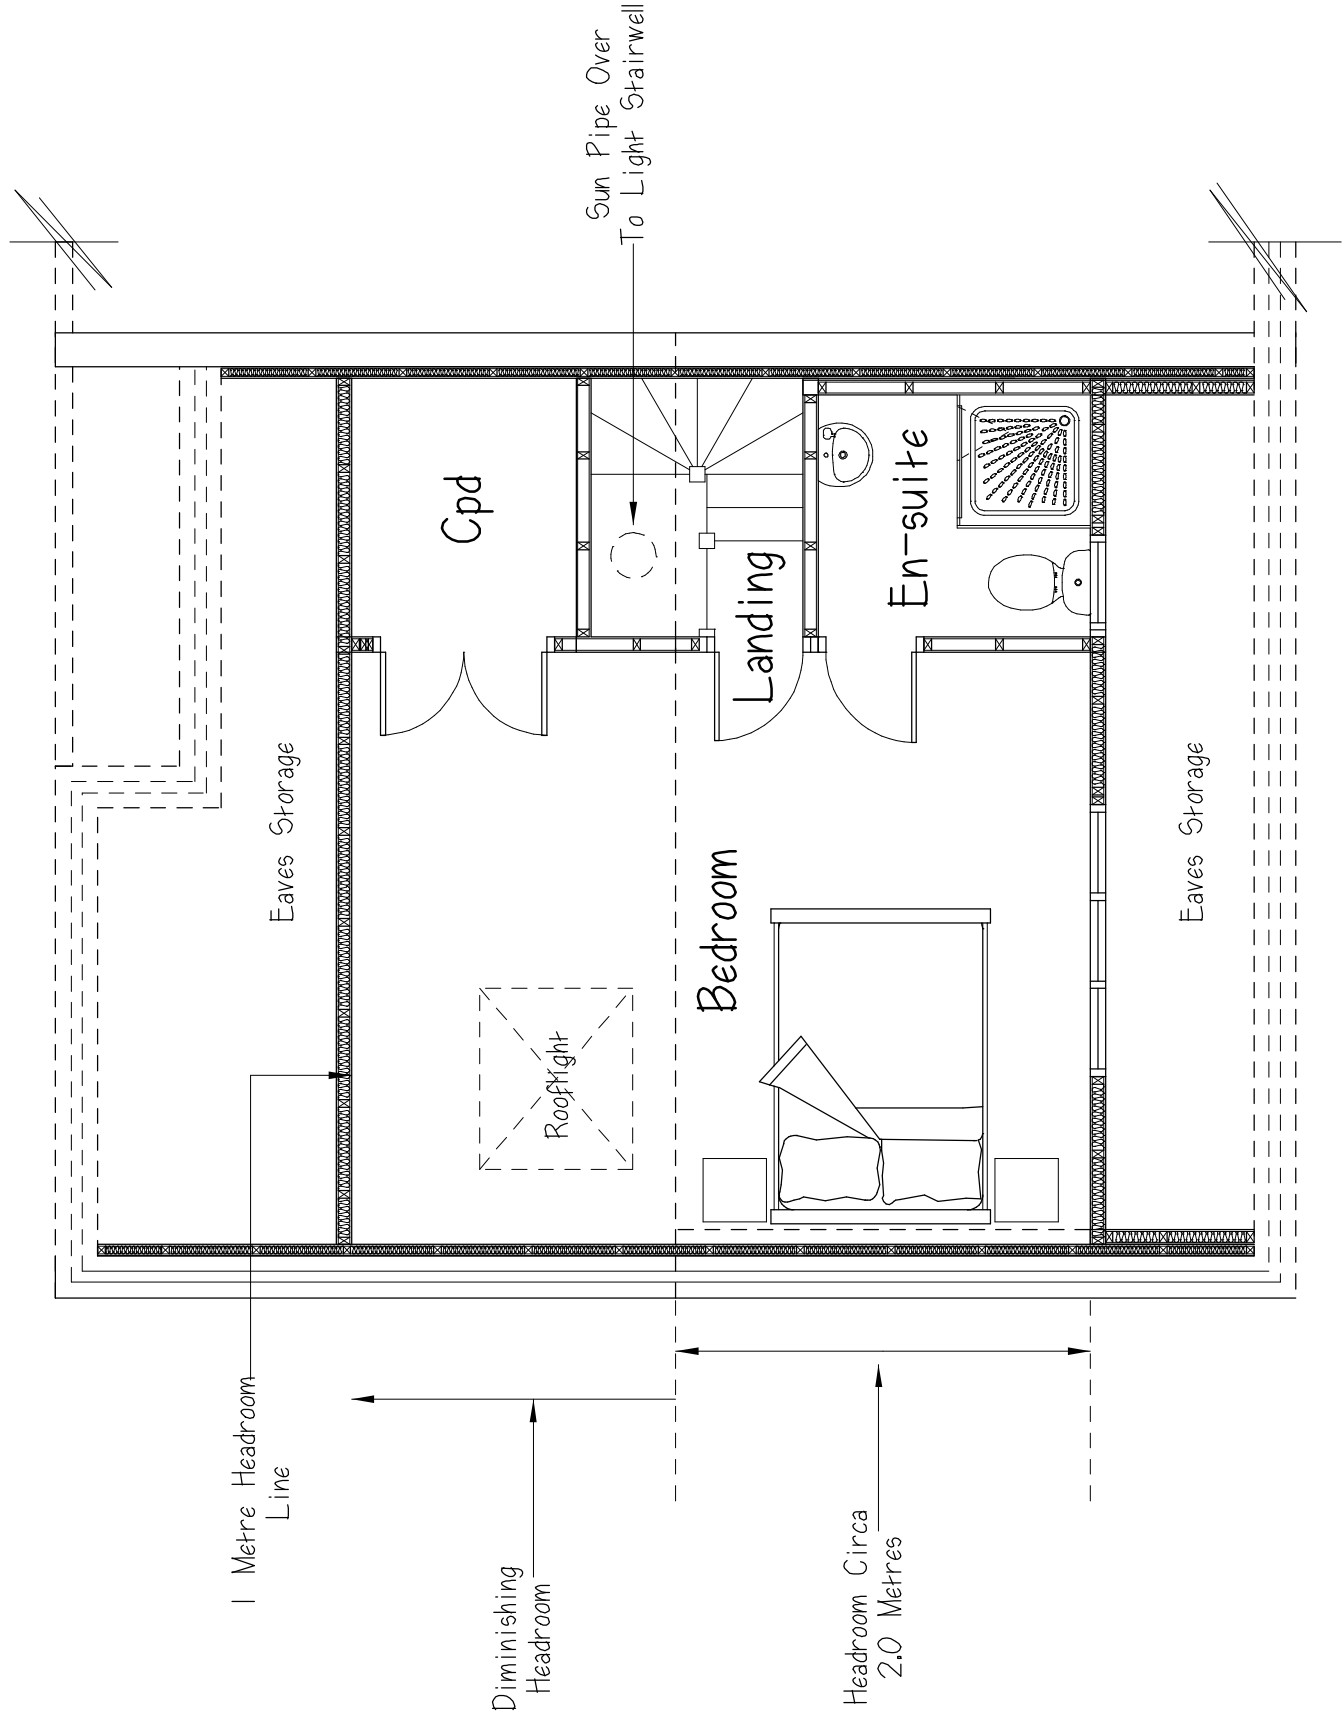 1 Metre Headroom
Line
Eaves Storage
Diminishing
Headroom
Rooflight
Cpd
Sun Pipe Over
To Light Stairwell
Bedroom
Landing
Headroom Circa
2.0 Metres
En-suite
Eaves Storage